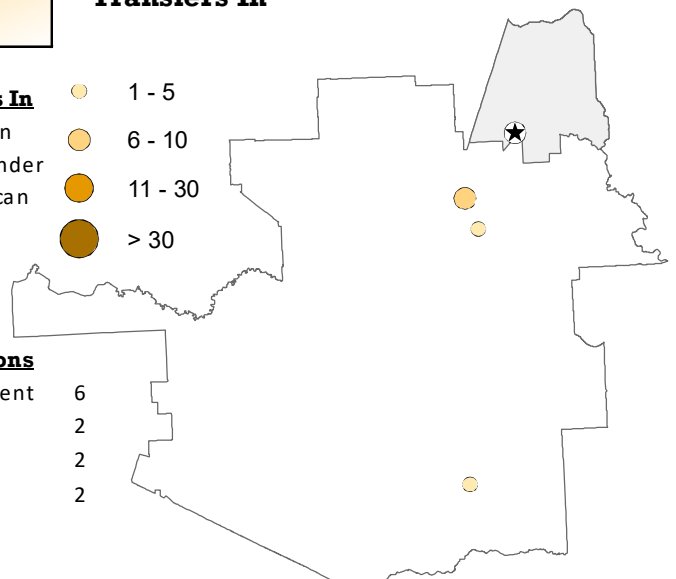 Transfers In
s In
1 - 5
n
6 - 10
nder
11 - 30
can
> 30
ons
ent 6
2
2
2